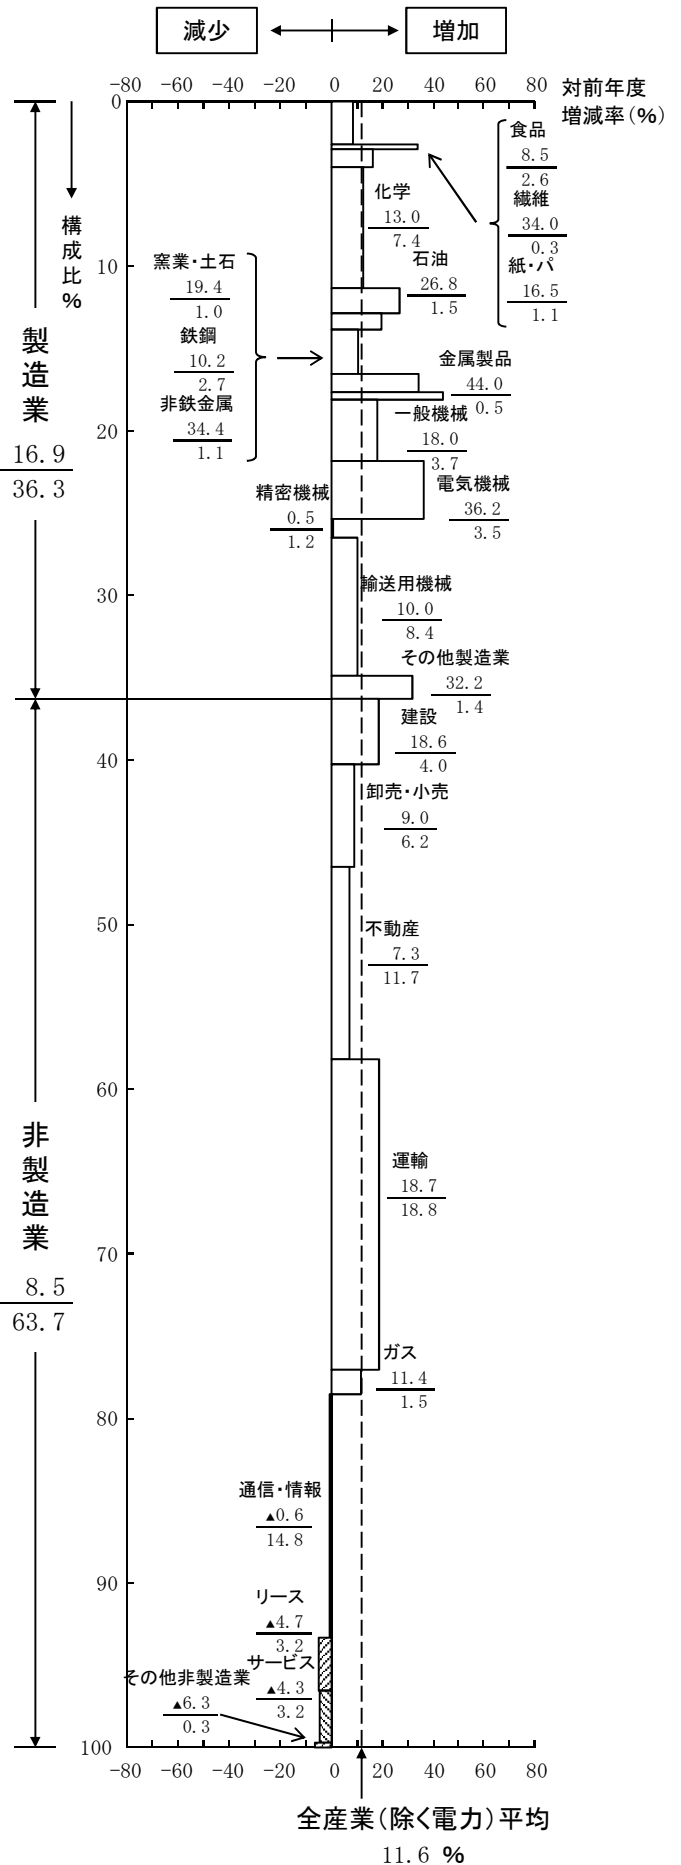 減少
増加
-80 -60 -40 -20 0 20 40 60 80
対前年度
増減率(%)
0
構成比%
食品
8.5
2.6
繊維
34.0
0.3
紙・パ
16.5
1.1
化学
13.0
7.4
10
石油
26.8
1.5
窯業・土石
19.4
1.0
鉄鋼
10.2
2.7
非鉄金属
34.4
1.1
製造業
16.9
36.3
金属製品
44.0
0.5
一般機械
18.0
3.7
20
電気機械
36.2
3.5
精密機械
0.5
1.2
30
輸送用機械
10.0
8.4
その他製造業
32.2
1.4
建設
18.6
4.0
40
卸売・小売
9.0
6.2
50
不動産
7.3
11.7
60
非製造業
8.5
63.7
運輸
18.7
18.8
70
ガス
11.4
1.5
80
通信・情報
▲0.6
14.8
90
リース
▲4.7
3.2
サービス
▲4.3
3.2
その他非製造業
▲6.3
0.3
100
-80 -60 -40 -20 0 20 40 60 80
全産業(除く電力)平均
11.6 %